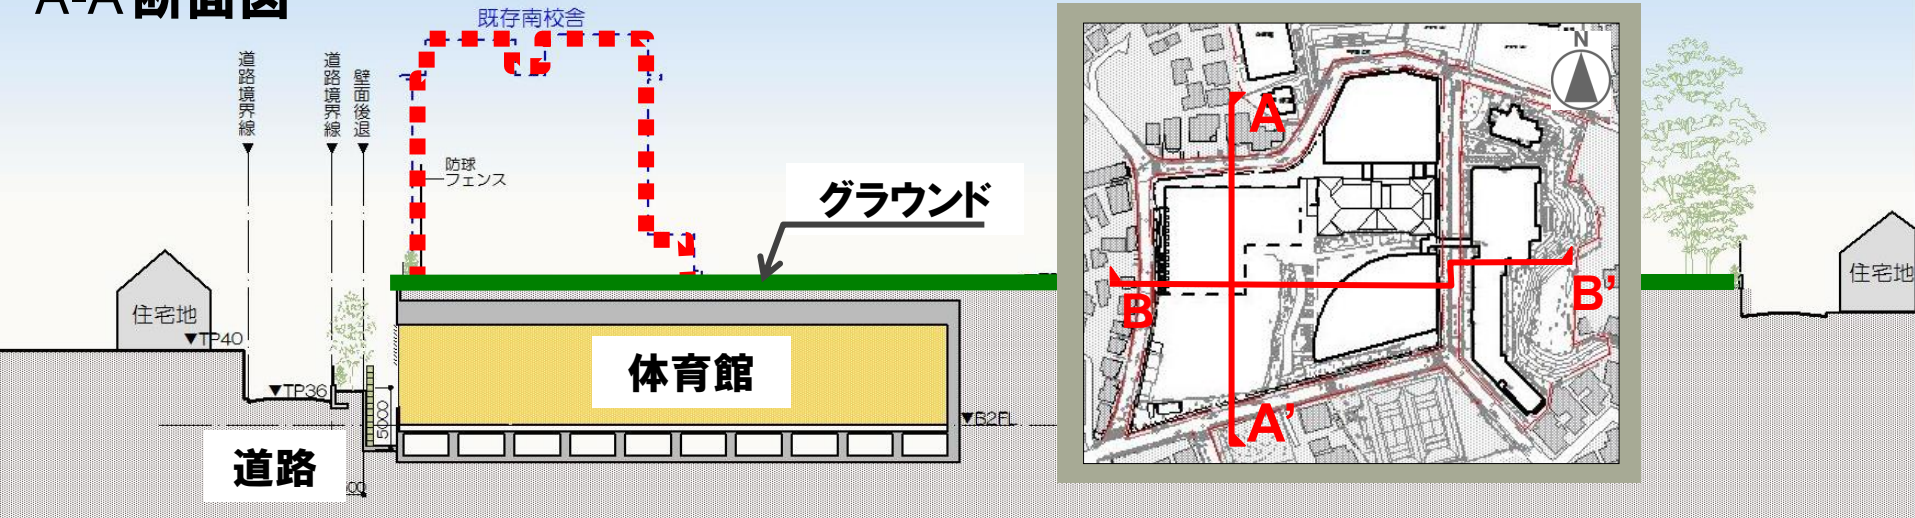 A-A'断面図
既存南校舎
道路境界線
道路境界線
壁面後退
防球
フェンス
グラウンド
住宅地
▼TP40
▼TP36
5000
体育館
▼B2FL
道路
00
N
A
B
B'
A'
住宅地